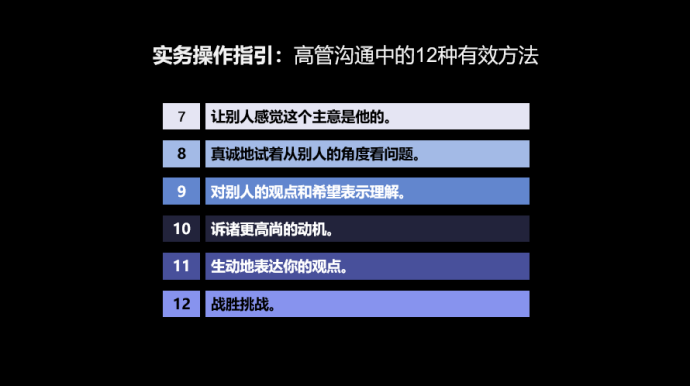 实务操作指引：高管沟通中的12种有效方法
7 让别人感觉这个主意是他的。
8 真诚地试着从别人的角度看问题。
9 对别人的观点和希望表示理解。
10 诉诸更高尚的动机。
11 生动地表达你的观点。
12 战胜挑战。